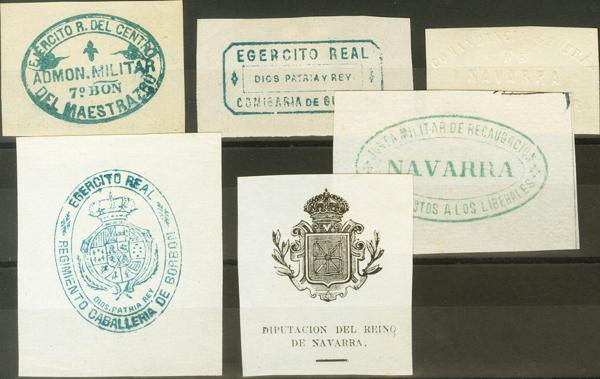 EJERCITO R. DEL CENTRO
ADMON. MILITAR
7º BON
DEL MAESTRAZGO
EGERCITO REAL
DIOS PATRIA Y REY
COMISARIA DE
NAVARRA
JUNTA MILITAR DE RECAUDACION
NAVARRA
A LOS LIBERALES
EGERCITO REAL
DIOS, PATRIA, REY
REGIMIENTO CABALLERIA DE BORBON
DIPUTACION DEL REINO
DE NAVARRA.